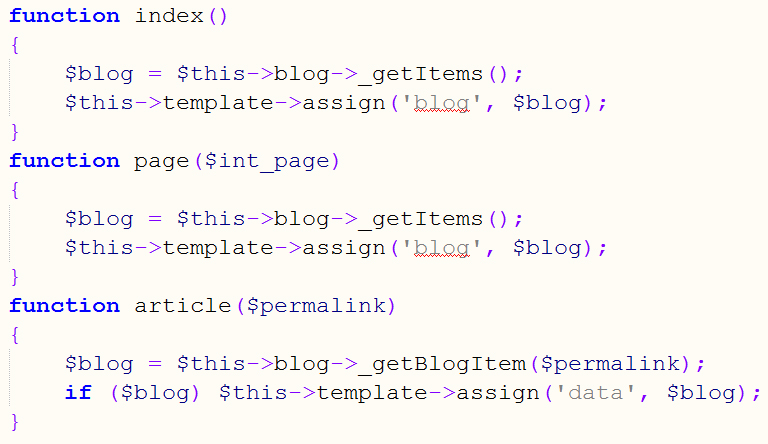 function index()
{
$blog = $this->blog->_getItems();
$this->template->assign('blog', $blog);
}
function page($int_page)
{
$blog = $this->blog->_getItems();
$this->template->assign('blog', $blog);
}
function article($permalink)
{
$blog = $this->blog->_getBlogItem($permalink);
if ($blog) $this->template->assign('data', $blog);
}